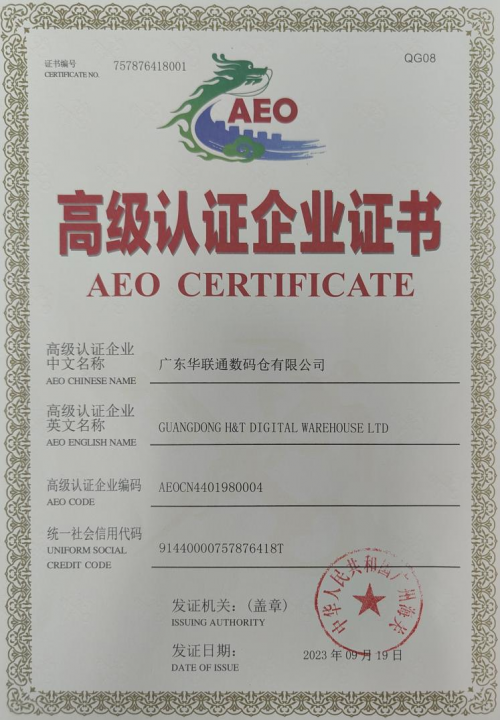 证书编号
CERTIFICATE NO.
757876418001
QG08
AEO
高级认证企业证书
AEO CERTIFICATE
高级认证企业
中文名称
AEO CHINESE NAME
广东华联通数码仓有限公司
高级认证企业
英文名称
AEO ENGLISH NAME
GUANGDONG H&T DIGITAL WAREHOUSE LTD
高级认证企业编码
AEO CODE
AEOCN4401980004
统一社会信用代码
UNIFORM SOCIAL
CREDIT CODE
91440000757876418T
发证机关：(盖章)
ISSUING AUTHORITY
中华人民共和国广州海关
发证日期：
DATE OF ISSUE
2023 年 09 月 19 日